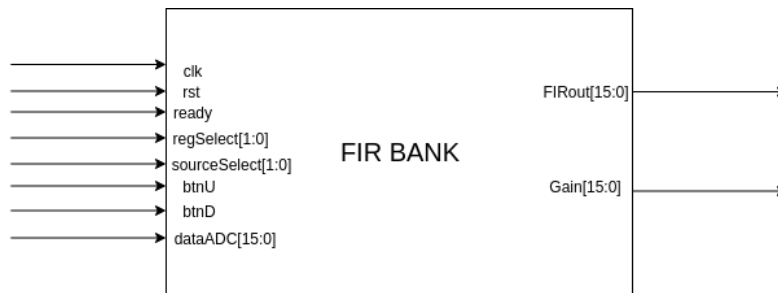 clk
rst
ready
regSelect[1:0]
sourceSelect[1:0]
btnU
btnD
dataADC[15:0]
FIR BANK
FIRout[15:0]
Gain[15:0]